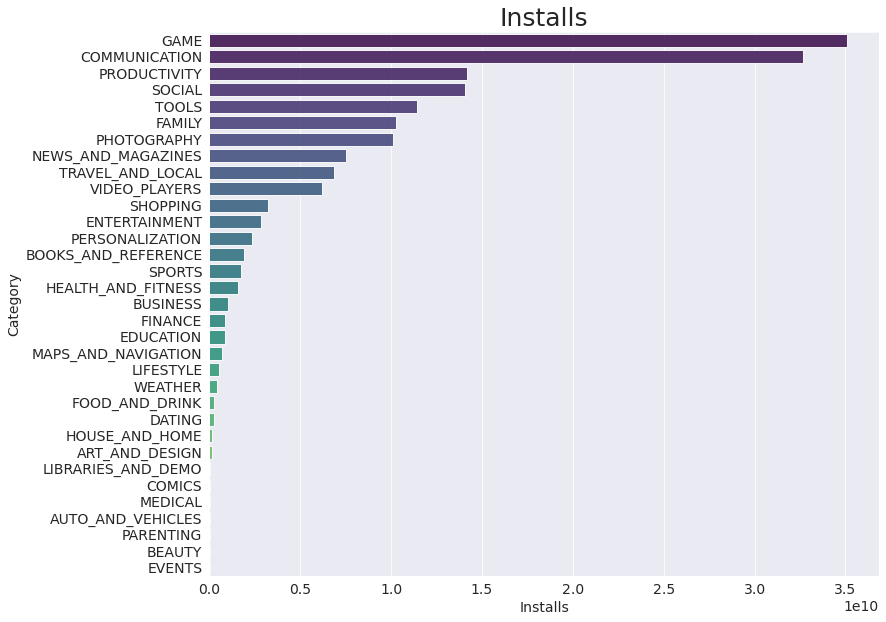 Installs
GAME
COMMUNICATION
PRODUCTIVITY
SOCIAL
TOOLS
FAMILY
PHOTOGRAPHY
NEWS_AND_MAGAZINES
TRAVEL_AND_LOCAL
VIDEO_PLAYERS
SHOPPING
ENTERTAINMENT
PERSONALIZATION
BOOKS_AND_REFERENCE
SPORTS
HEALTH_AND_FITNESS
BUSINESS
FINANCE
EDUCATION
MAPS_AND_NAVIGATION
LIFESTYLE
WEATHER
FOOD_AND_DRINK
DATING
HOUSE_AND_HOME
ART_AND_DESIGN
LIBRARIES_AND_DEMO
COMICS
MEDICAL
AUTO_AND_VEHICLES
PARENTING
BEAUTY
EVENTS
Category
0.0 0.5 1.0 1.5 2.0 2.5 3.0 3.5
1e10
Installs